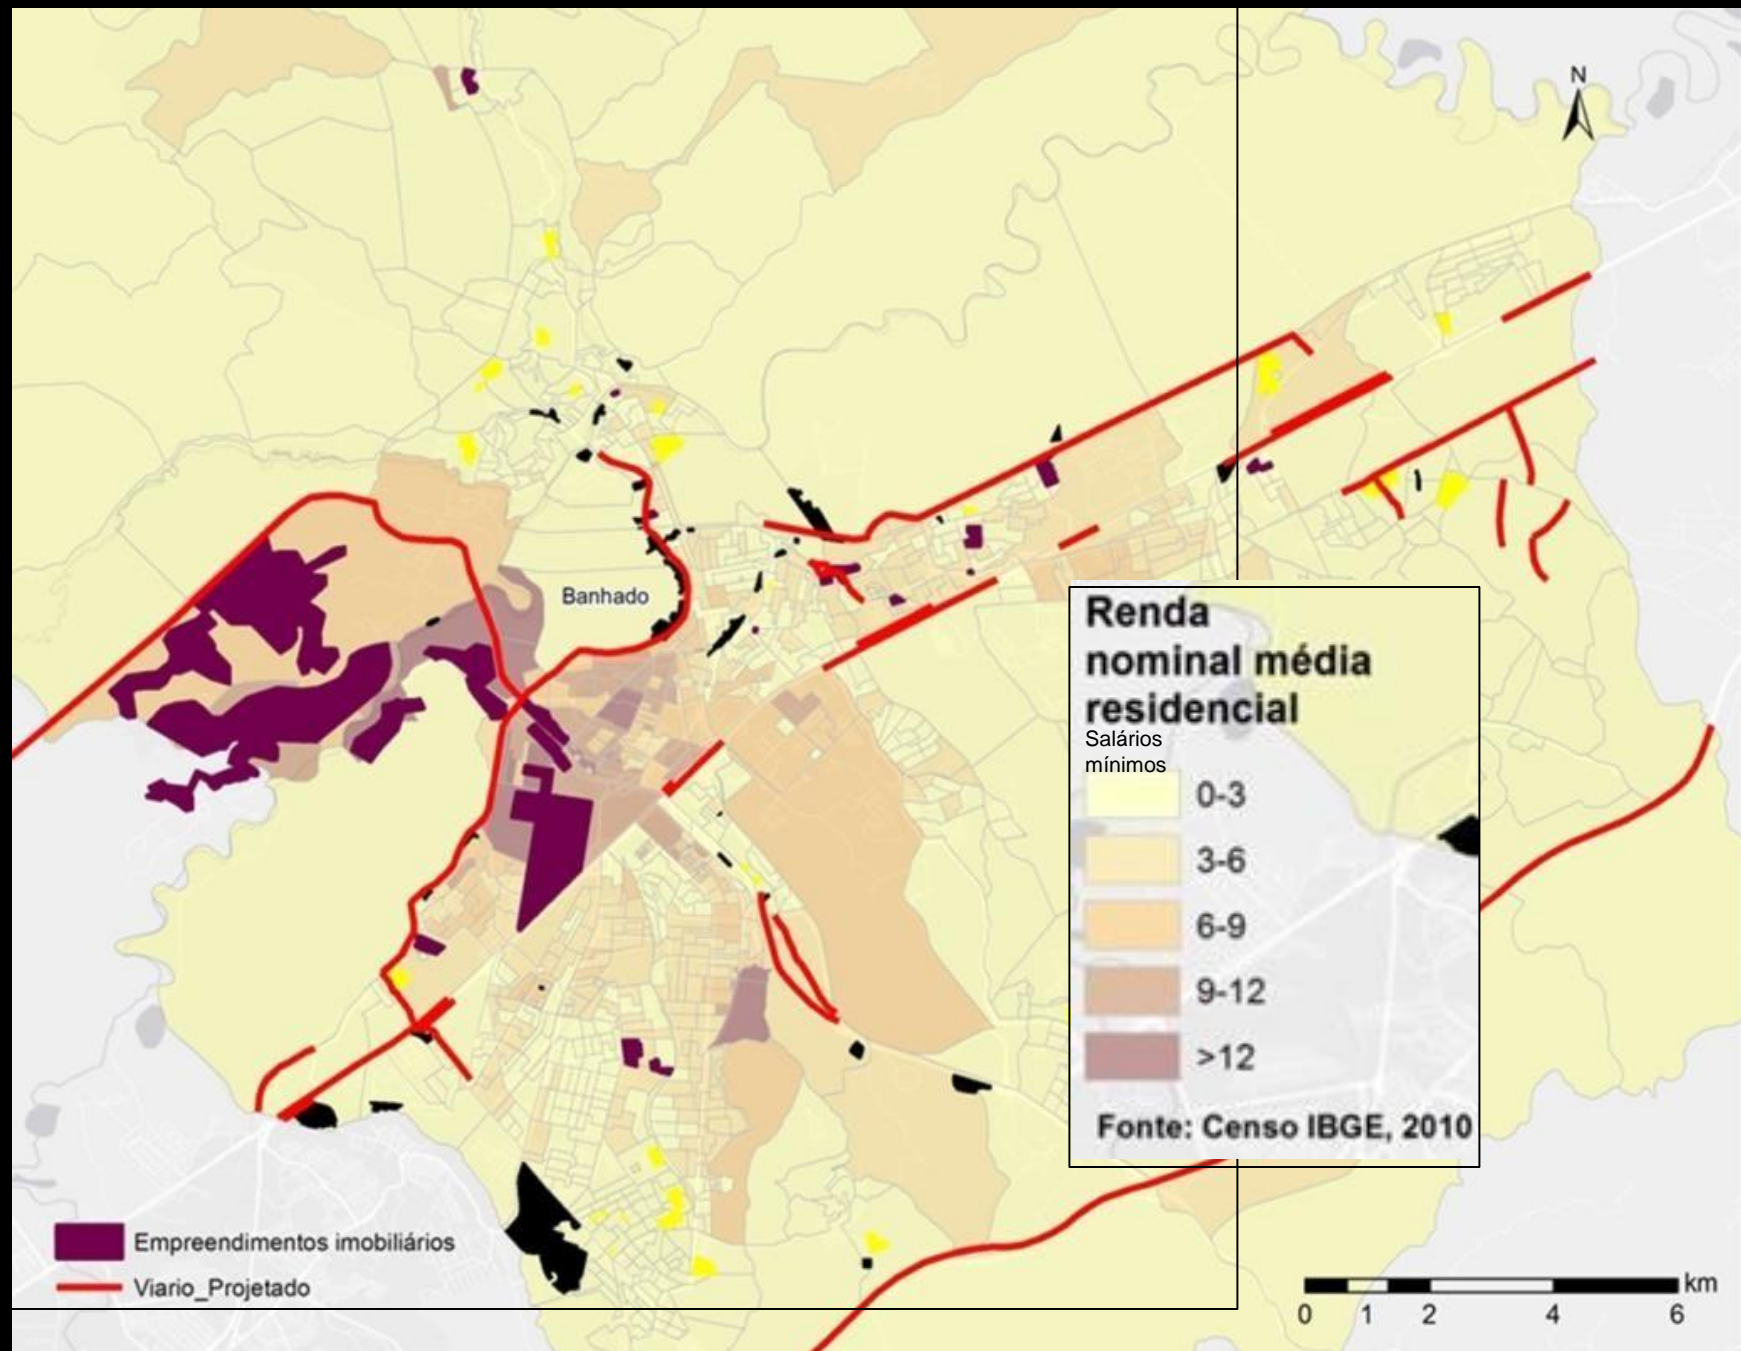 N
Banhado
Renda
nominal média
residencial
Salários
mínimos
0-3
3-6
6-9
9-12
>12
Fonte: Censo IBGE, 2010
Empreendimentos imobiliários
Viario_Projetado
km
0 1 2 4 6